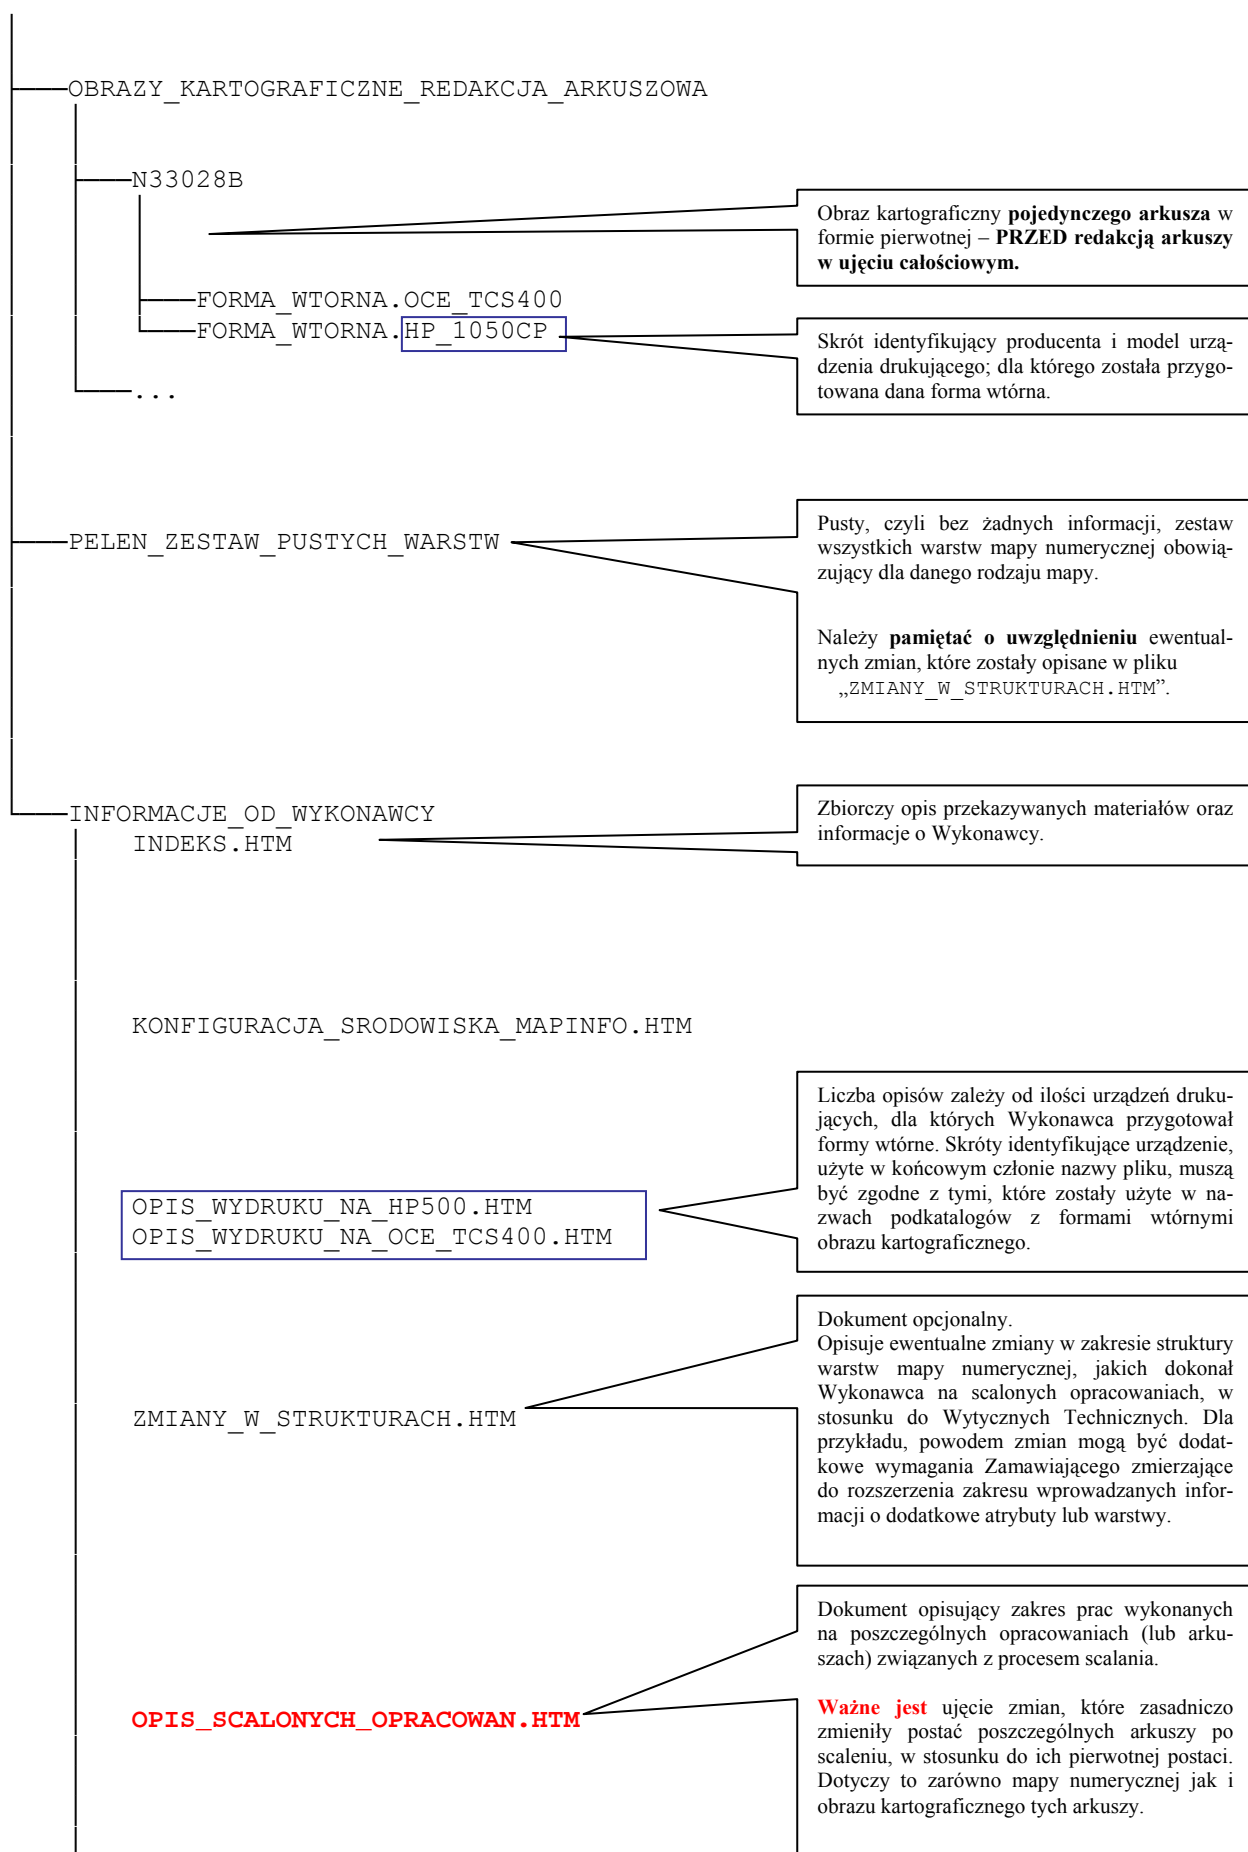 OBRAZY_KARTOGRAFICZNE_REDAKCJA_ARKUSZOWA
N33028B
Obraz kartograficzny pojedynczego arkusza w
formie pierwotnej – PRZED redakcją arkuszy
w ujęciu całościowym.
FORMA_WTORNA.OCE_TCS400
FORMA_WTORNA.HP_1050CP
Skrót identyfikujący producenta i model urzą-
dzenia drukującego; dla którego została przygo-
towana dana forma wtórna.
...
PELEN_ZESTAW_PUSTYCH_WARSTW
Pusty, czyli bez żadnych informacji, zestaw
wszystkich warstw mapy numerycznej obowią-
zujący dla danego rodzaju mapy.
Należy pamiętać o uwzględnieniu ewentual-
nych zmian, które zostały opisane w pliku
„ZMIANY_W_STRUKTURACH.HTM”.
INFORMACJE_OD_WYKONAWCY
INDEKS.HTM
Zbiorczy opis przekazywanych materiałów oraz
informacje o Wykonawcy.
KONFIGURACJA_SRODOWISKA_MAPINFO.HTM
Liczba opisów zależy od ilości urządzeń druku-
jących, dla których Wykonawca przygotował
formy wtórne. Skróty identyfikujące urządzenie,
użyte w końcowym członie nazwy pliku, muszą
być zgodne z tymi, które zostały użyte w na-
zwach podkatalogów z formami wtórnymi
obrazu kartograficznego.
OPIS_WYDRUKU_NA_HP500.HTM
OPIS_WYDRUKU_NA_OCE_TCS400.HTM
Dokument opcjonalny.
Opisuje ewentualne zmiany w zakresie struktury
warstw mapy numerycznej, jakich dokonał
Wykonawca na scalonych opracowaniach, w
stosunku do Wytycznych Technicznych. Dla
przykładu, powodem zmian mogą być dodat-
kowe wymagania Zamawiającego zmierzające
do rozszerzenia zakresu wprowadzanych infor-
macji o dodatkowe atrybuty lub warstwy.
ZMIANY_W_STRUKTURACH.HTM
Dokument opisujący zakres prac wykonanych
na poszczególnych opracowaniach (lub arku-
szach) związanych z procesem scalania.
Ważne jest ujęcie zmian, które zasadniczo
zmieniły postać poszczególnych arkuszy po
scaleniu, w stosunku do ich pierwotnej postaci.
Dotyczy to zarówno mapy numerycznej jak i
obrazu kartograficznego tych arkuszy.
OPIS_SCALONYCH_OPRACOWAN.HTM